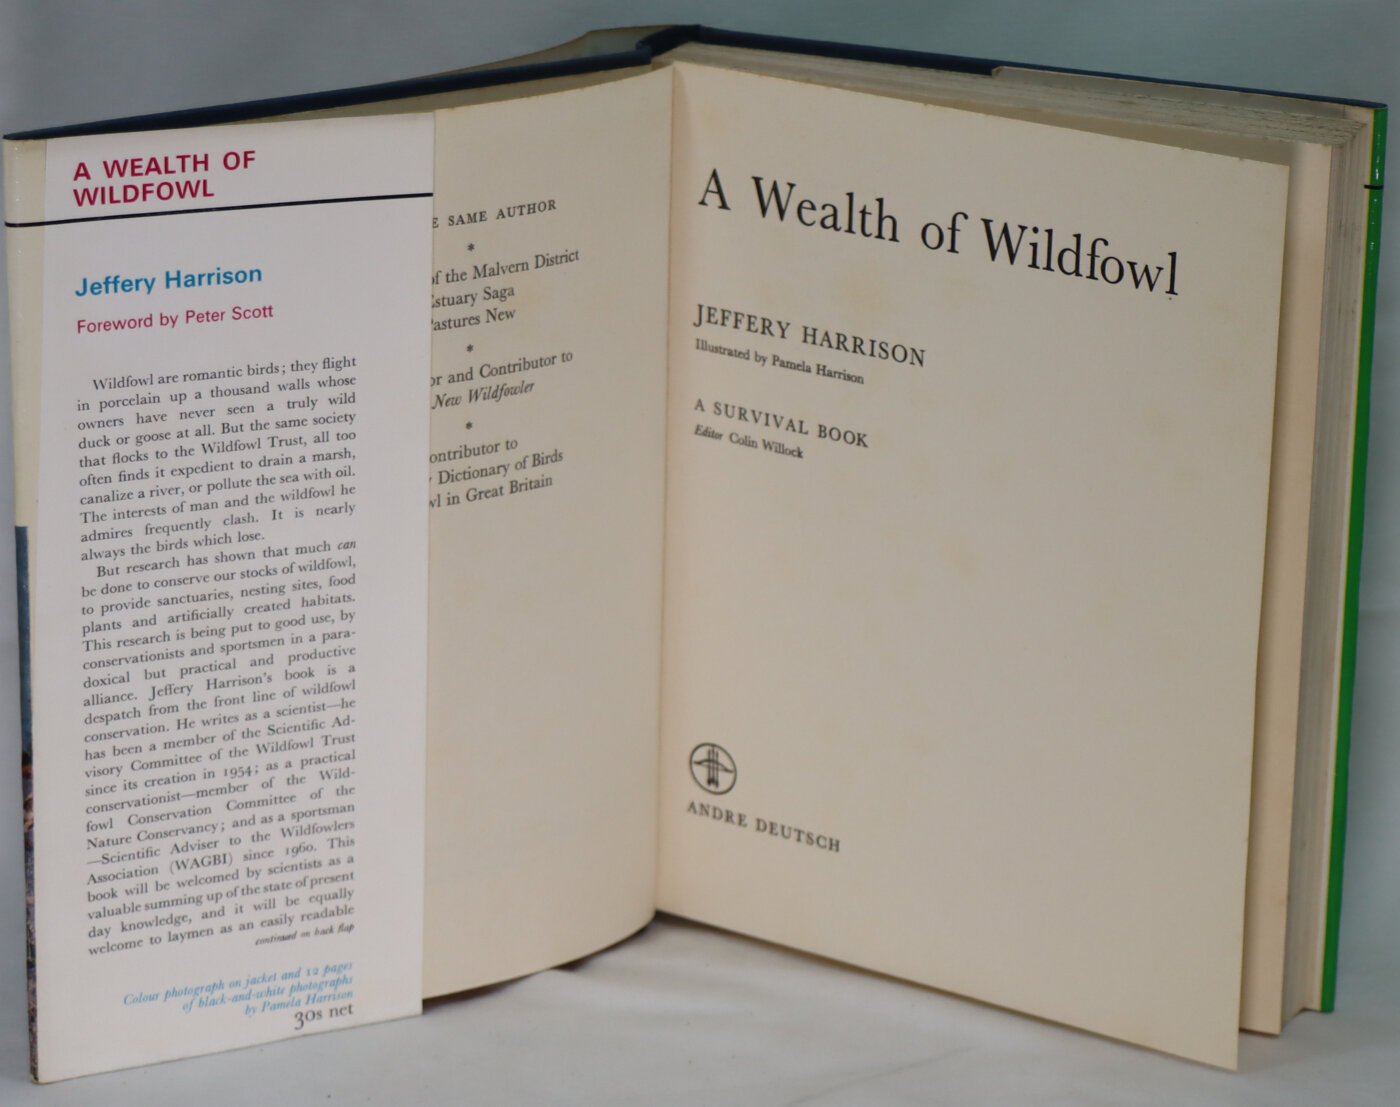 A WEALTH OF
WILDFOWL
Jeffery Harrison
Foreword by Peter Scott
Wildfowl are romantic birds; they flight
in porcelain up a thousand walls whose
owners have never seen a truly wild
duck or goose at all. But the same society
that flocks to the Wildfowl Trust, all too
often finds it expedient to drain a marsh,
canalize a river, or pollute the sea with oil.
The interests of man and the wildfowl he
admires frequently clash. It is nearly
always the birds which lose.
But research has shown that much can
be done to conserve our stocks of wildfowl,
to provide sanctuaries, nesting sites, food
plants and artificially created habitats.
This research is being put to good use, by
conservationists and sportsmen in a para-
doxical but practical and productive
alliance. Jeffery Harrison's book is a
despatch from the front line of wildfowl
conservation. He writes as a scientist—he
has been a member of the Scientific Ad-
visory Committee of the Wildfowl Trust
since its creation in 1954; as a practical
conservationist—member of the Wild-
fowl Conservation Committee of the
Nature Conservancy; and as a sportsman
—Scientific Adviser to the Wildfowlers
Association (WAGBI) since 1960. This
book will be welcomed by scientists as a
valuable summing up of the state of present
day knowledge, and it will be equally
welcome to laymen as an easily readable
continued on back flap
Colour photograph on jacket and 12 pages
of black-and-white photographs
by Pamela Harrison
30s net
E SAME AUTHOR
*
of the Malvern District
Estuary Saga
Pastures New
*
or and Contributor to
New Wildfowler
*
ontributor to
Dictionary of Birds
wl in Great Britain
A Wealth of Wildfowl
JEFFERY HARRISON
Illustrated by Pamela Harrison
A SURVIVAL BOOK
Editor Colin Willock
ANDRE DEUTSCH